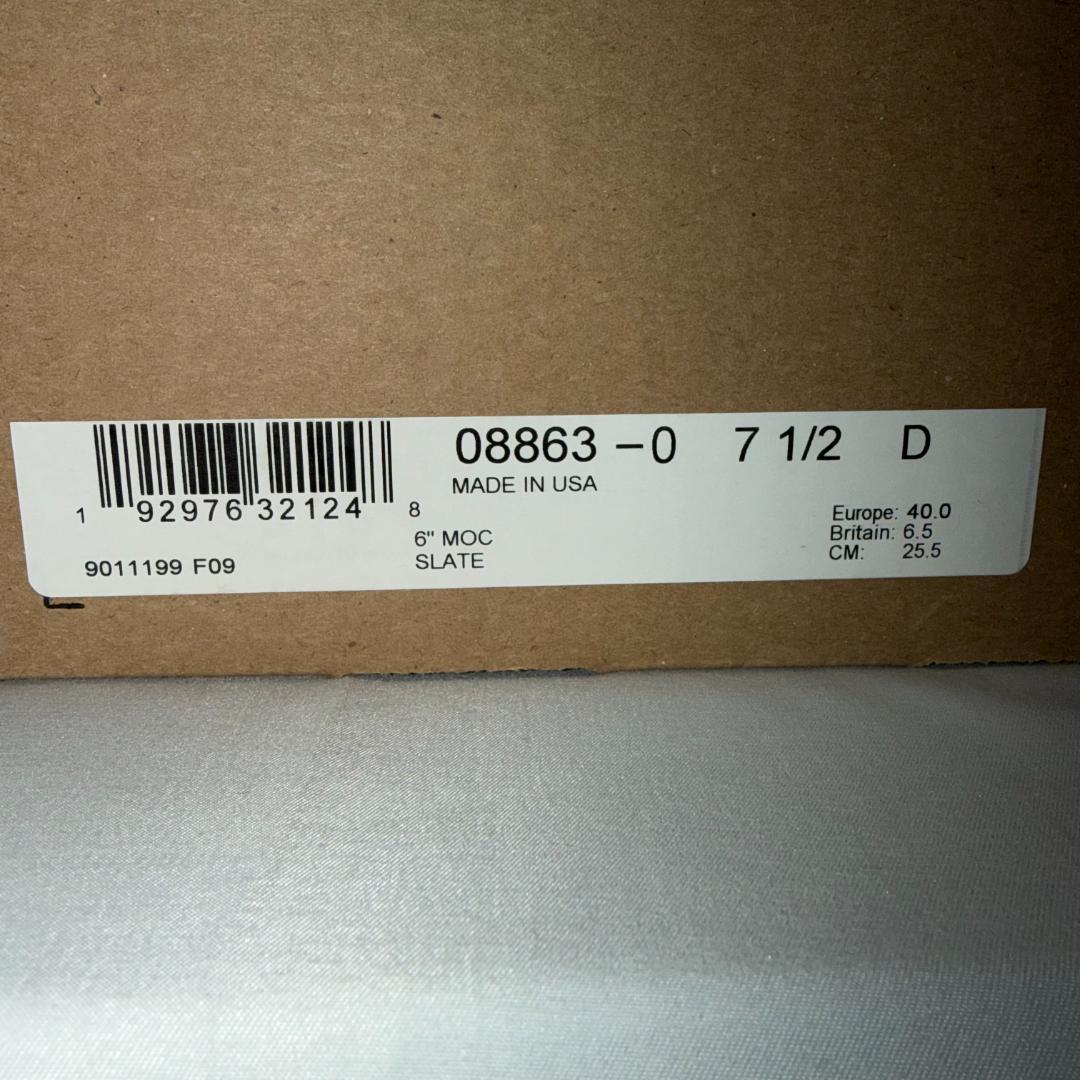 08863 –0 7 1/2 D
MADE IN USA
1 92976 32124 8
6" MOC
SLATE
9011199 F09
Europe: 40.0
Britain: 6.5
CM: 25.5